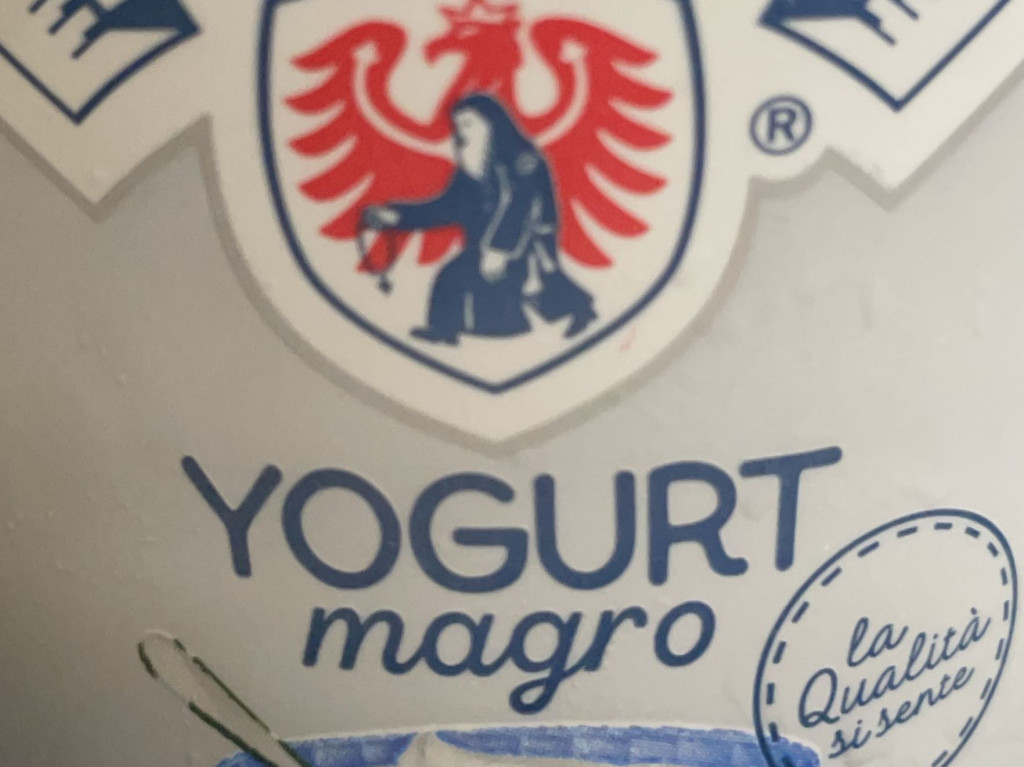 ®
YOGURT
magro
la
Qualità
si sente